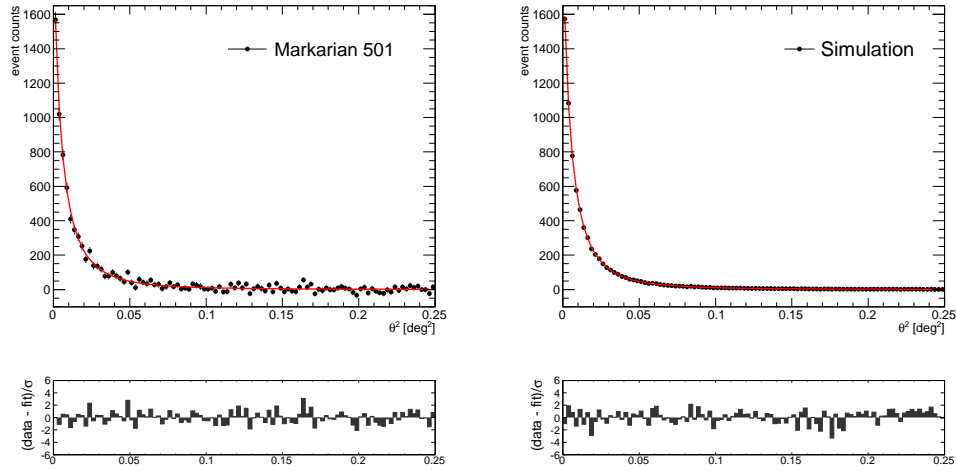 event counts
1600
1400
1200
1000
800
600
400
200
0
Markarian 501
0 0.05 0.1 0.15 0.2 0.25
θ² [deg²]
(data - fit)/σ
6
4
2
0
-2
-4
-6
0 0.05 0.1 0.15 0.2 0.25
event counts
1600
1400
1200
1000
800
600
400
200
0
Simulation
0 0.05 0.1 0.15 0.2 0.25
θ² [deg²]
(data - fit)/σ
6
4
2
0
-2
-4
-6
0 0.05 0.1 0.15 0.2 0.25